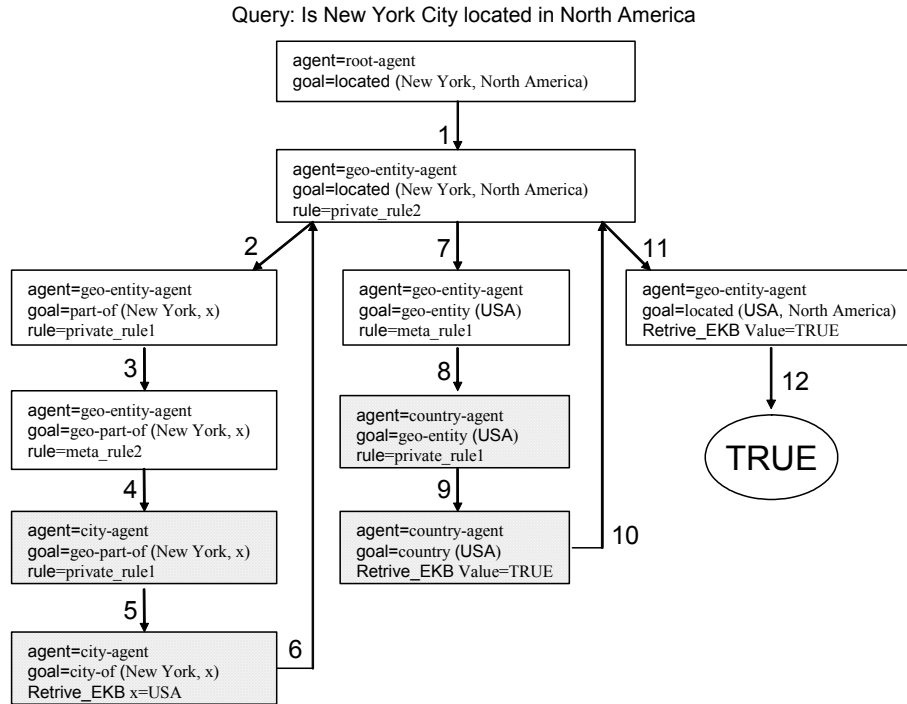 Query: Is New York City located in North America
agent=root-agent
goal=located (New York, North America)
1
agent=geo-entity-agent
goal=located (New York, North America)
rule=private_rule2
2
7
11
agent=geo-entity-agent
goal=part-of (New York, x)
rule=private_rule1
agent=geo-entity-agent
goal=geo-entity (USA)
rule=meta_rule1
agent=geo-entity-agent
goal=located (USA, North America)
Retrive_EKB Value=TRUE
3
8
12
agent=geo-entity-agent
goal=geo-part-of (New York, x)
rule=meta_rule2
agent=country-agent
goal=geo-entity (USA)
rule=private_rule1
TRUE
4
9
agent=city-agent
goal=geo-part-of (New York, x)
rule=private_rule1
agent=country-agent
goal=country (USA)
Retrive_EKB Value=TRUE
10
5
6
agent=city-agent
goal=city-of (New York, x)
Retrive_EKB x=USA